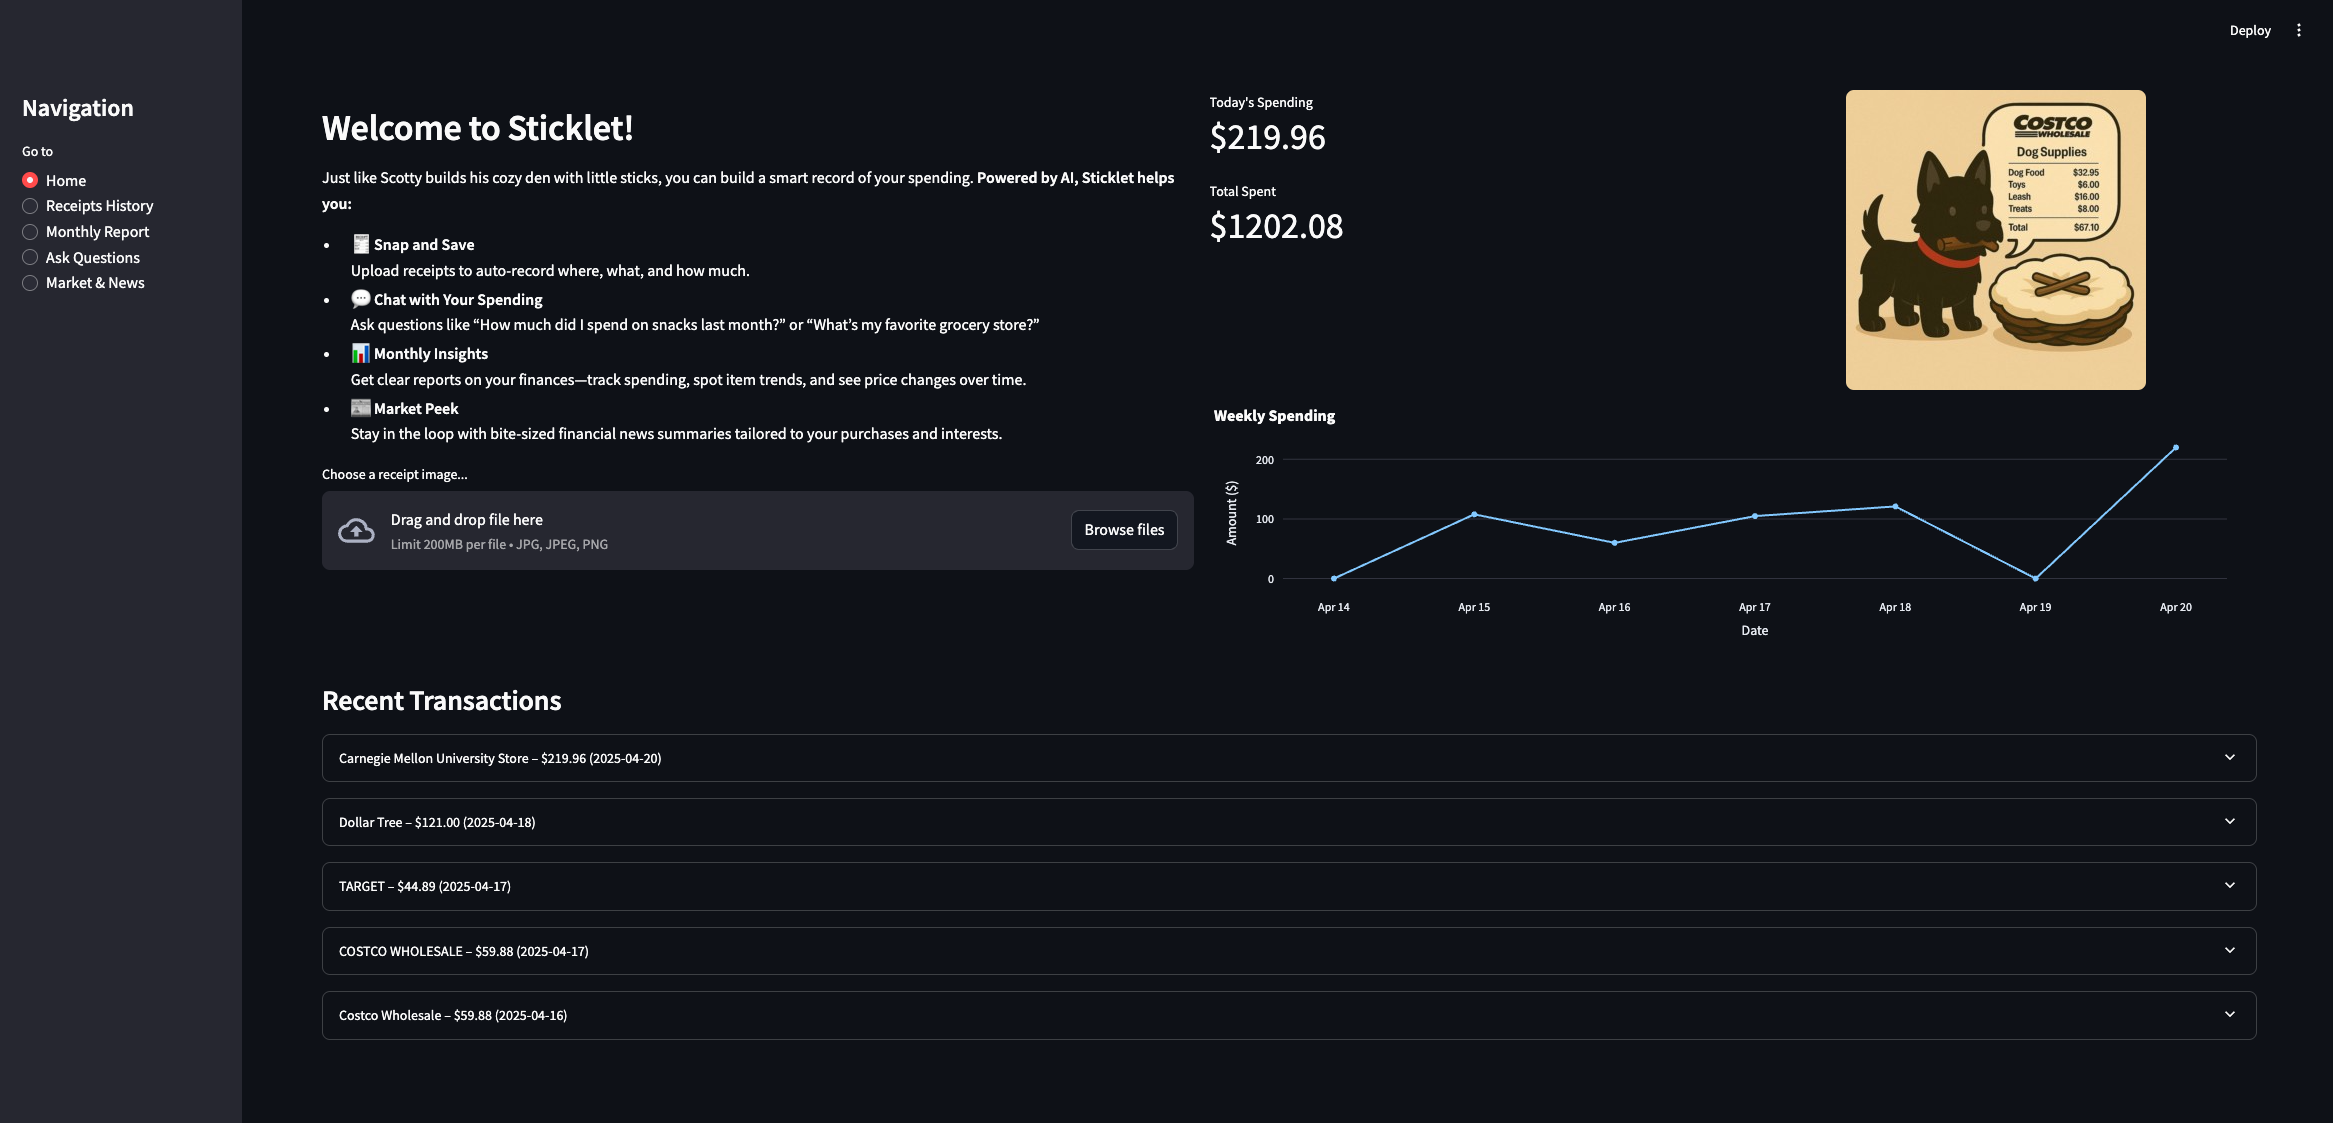 Deploy
Navigation
Go to
Home
Receipts History
Monthly Report
Ask Questions
Market & News
Welcome to Sticklet!
Just like Scotty builds his cozy den with little sticks, you can build a smart record of your spending. Powered by AI, Sticklet helps
you:
Snap and Save
Upload receipts to auto-record where, what, and how much.
Chat with Your Spending
Ask questions like “How much did I spend on snacks last month?” or “What’s my favorite grocery store?”
Monthly Insights
Get clear reports on your finances—track spending, spot item trends, and see price changes over time.
Market Peek
Stay in the loop with bite-sized financial news summaries tailored to your purchases and interests.
Choose a receipt image...
Drag and drop file here
Limit 200MB per file • JPG, JPEG, PNG
Browse files
Today's Spending
$219.96
Total Spent
$1202.08
COSTCO
WHOLESALE
Dog Supplies
Dog Food $32.95
Toys $6.00
Leash $16.00
Treats $8.00
Total $67.10
Weekly Spending
Amount ($)
200
100
0
Apr 14 Apr 15 Apr 16 Apr 17 Apr 18 Apr 19 Apr 20
Date
Recent Transactions
Carnegie Mellon University Store – $219.96 (2025-04-20)
Dollar Tree – $121.00 (2025-04-18)
TARGET – $44.89 (2025-04-17)
COSTCO WHOLESALE – $59.88 (2025-04-17)
Costco Wholesale – $59.88 (2025-04-16)